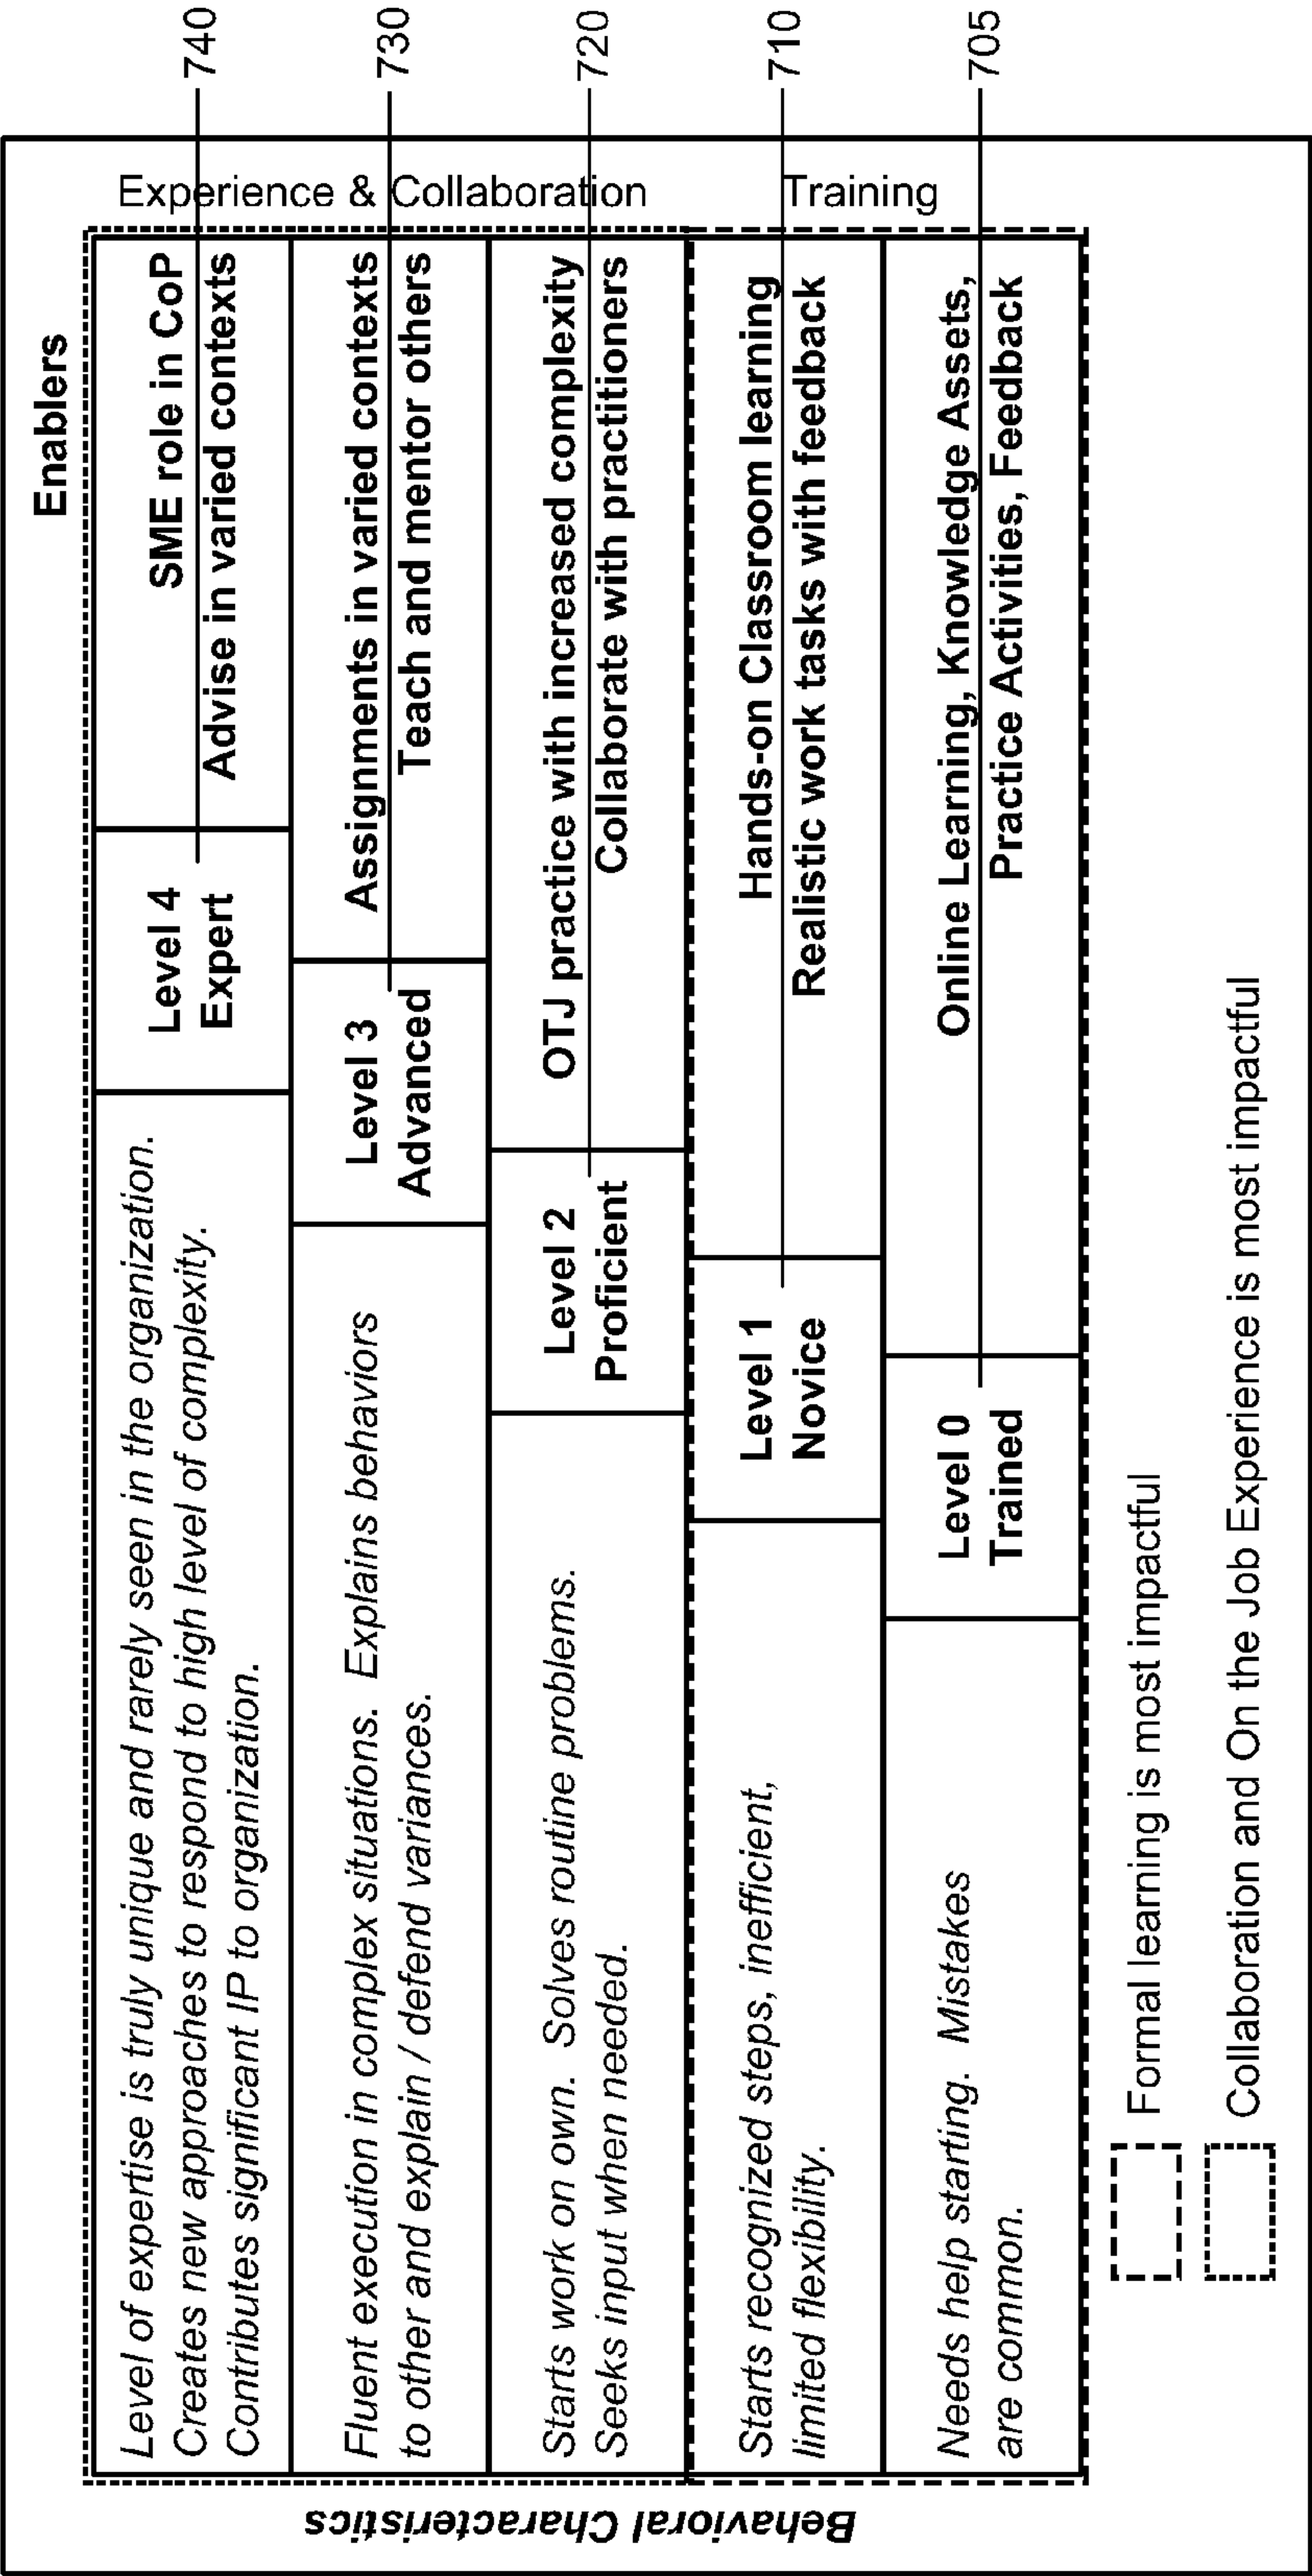 Enablers
Behavioral Characteristics
Level of expertise is truly unique and rarely seen in the organization.
Creates new approaches to respond to high level of complexity.
Contributes significant IP to organization.
Level 4
Expert
SME role in CoP
Advise in varied contexts
740
Fluent execution in complex situations. Explains behaviors
to other and explain / defend variances.
Level 3
Advanced
Assignments in varied contexts
Teach and mentor others
730
Experience & Collaboration
Starts work on own. Solves routine problems.
Seeks input when needed.
Level 2
Proficient
OTJ practice with increased complexity
Collaborate with practitioners
720
Starts recognized steps, inefficient,
limited flexibility.
Level 1
Novice
Hands-on Classroom learning
Realistic work tasks with feedback
710
Training
Needs help starting. Mistakes
are common.
Level 0
Trained
Online Learning, Knowledge Assets,
Practice Activities, Feedback
705
Formal learning is most impactful
Collaboration and On the Job Experience is most impactful